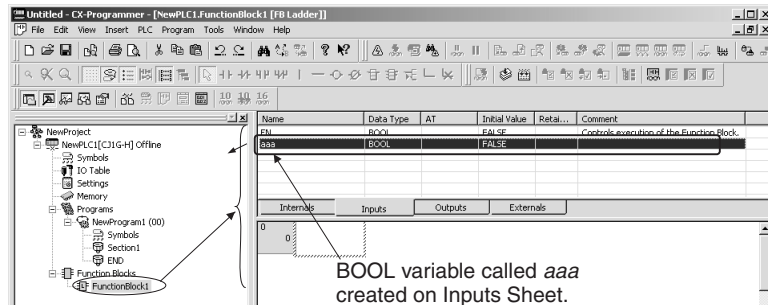 Untitled - CX-Programmer - [NewPLC1.FunctionBlock1 [FB Ladder]]
File Edit View Insert PLC Program Tools Window Help
10 10 16
Name Data Type AT Initial Value Retai... Comment
EN BOOL FALSE Controls execution of the Function Block.
aaa BOOL FALSE
NewProject
NewPLC1[CJ1G-H] Offline
Symbols
IO Table
Settings
Memory
Programs
NewProgram1 (00)
Symbols
Section1
END
Function Blocks
FunctionBlock1
Internals Inputs Outputs Externals
0
0
BOOL variable called aaa
created on Inputs Sheet.